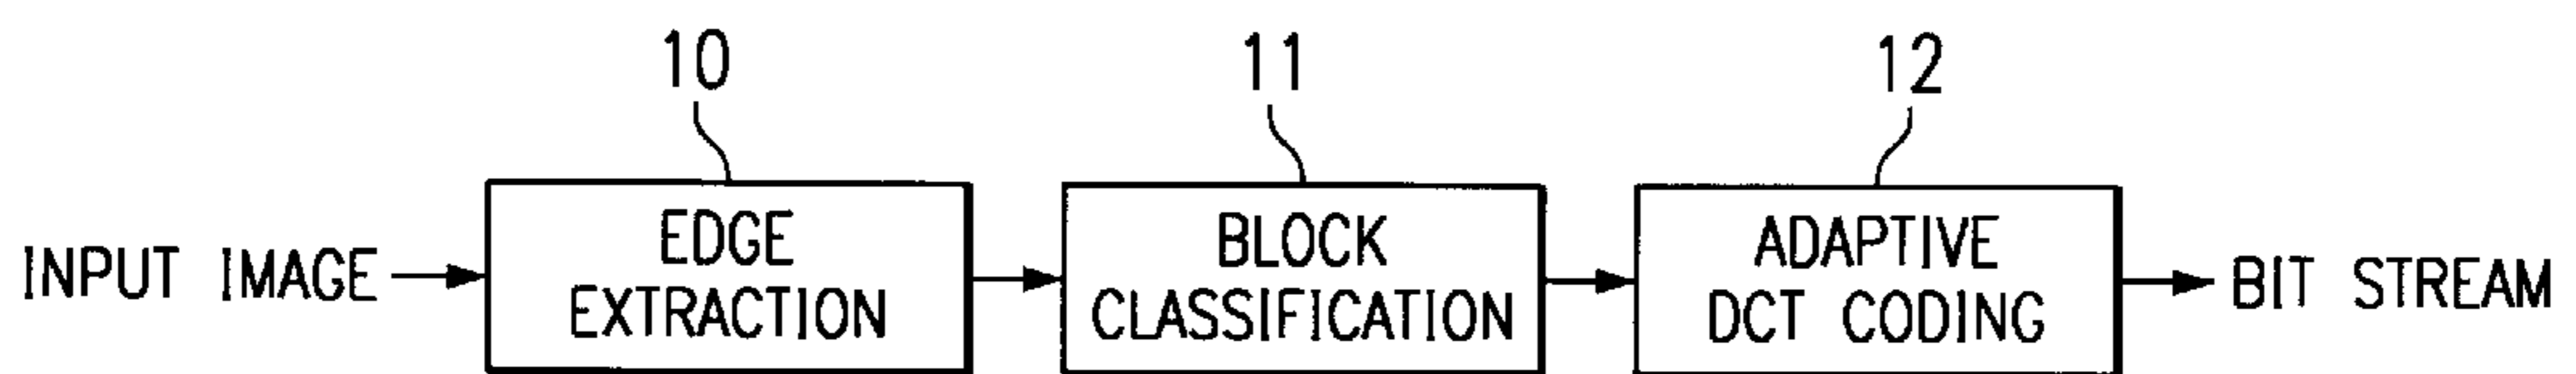 10
11
12
INPUT IMAGE
EDGE
EXTRACTION
BLOCK
CLASSIFICATION
ADAPTIVE
DCT CODING
BIT STREAM